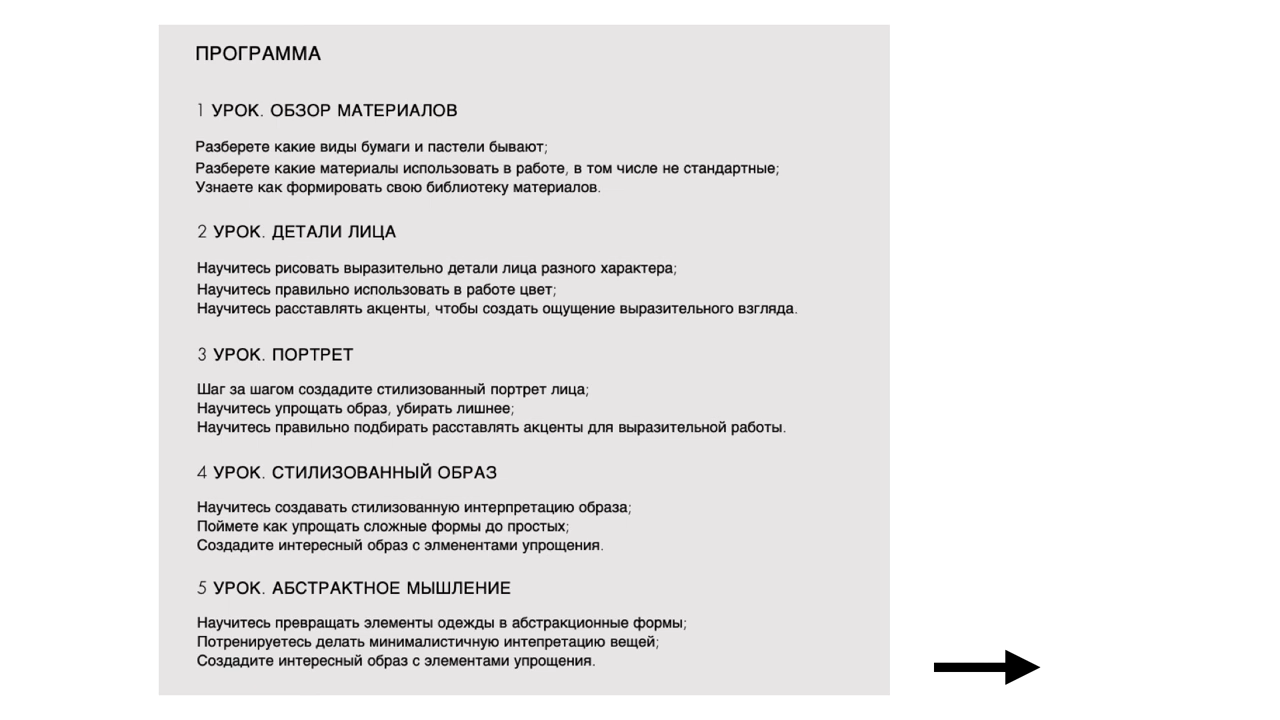 ПРОГРАММА
1 УРОК. ОБЗОР МАТЕРИАЛОВ
Разберете какие виды бумаги и пастели бывают;
Разберете какие материалы использовать в работе, в том числе не стандартные;
Узнаете как формировать свою библиотеку материалов.
2 УРОК. ДЕТАЛИ ЛИЦА
Научитесь рисовать выразительно детали лица разного характера;
Научитесь правильно использовать в работе цвет;
Научитесь расставлять акценты, чтобы создать ощущение выразительного взгляда.
3 УРОК. ПОРТРЕТ
Шаг за шагом создадите стилизованный портрет лица;
Научитесь упрощать образ, убирать лишнее;
Научитесь правильно подбирать расставлять акценты для выразительной работы.
4 УРОК. СТИЛИЗОВАННЫЙ ОБРАЗ
Научитесь создавать стилизованную интерпретацию образа;
Поймете как упрощать сложные формы до простых;
Создадите интересный образ с элменентами упрощения.
5 УРОК. АБСТРАКТНОЕ МЫШЛЕНИЕ
Научитесь превращать элементы одежды в абстракционные формы;
Потренируетесь делать минималистичную интепретацию вещей;
Создадите интересный образ с элементами упрощения.